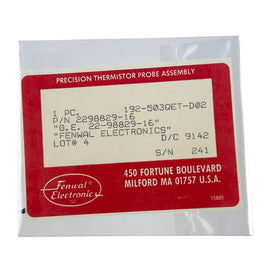 PRECISION THERMISTOR PROBE ASSEMBLY
1 PC. 192-503QET-D02
P/N 2298829-16
"G.E. 22-98829-16"
"FENWAL ELECTRONICS" D/C 9142
LOT# 4
S/N 241
Fenwal®
Electronics
INC.
450 FORTUNE BOULEVARD
MILFORD MA 01757 U.S.A.
15801